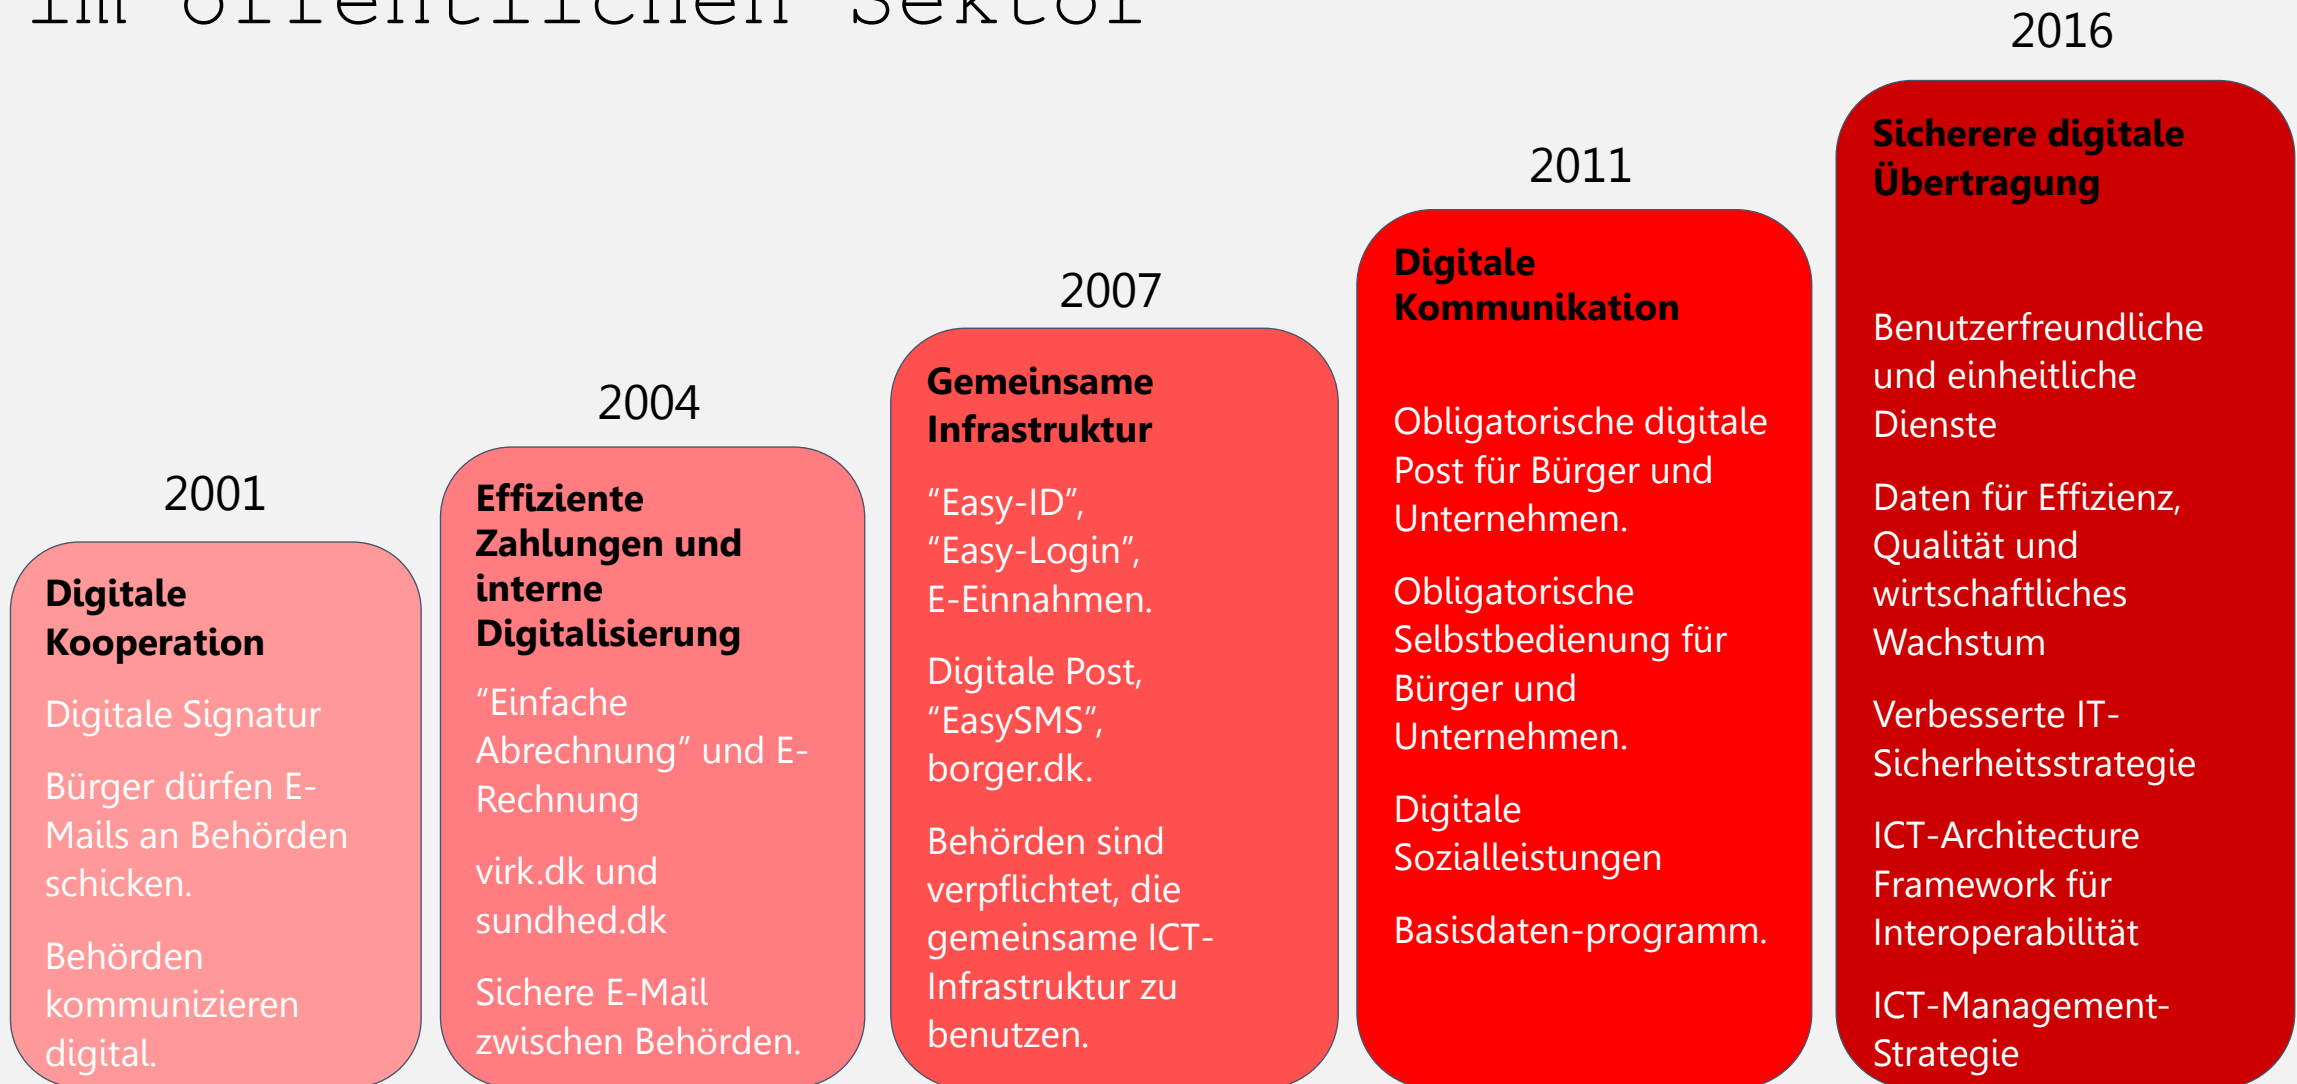 im öffentlichen Sektor
2001
Digitale
Kooperation
Digitale Signatur
Bürger dürfen E-
Mails an Behörden
schicken.
Behörden
kommunizieren
digital.
2004
Effiziente
Zahlungen und
interne
Digitalisierung
“Einfache
Abrechnung” und E-
Rechnung
virk.dk und
sundhed.dk
Sichere E-Mail
zwischen Behörden.
2007
Gemeinsame
Infrastruktur
“Easy-ID”,
“Easy-Login”,
E-Einnahmen.
Digitale Post,
“EasySMS”,
borger.dk.
Behörden sind
verpflichtet, die
gemeinsame ICT-
Infrastruktur zu
benutzen.
2011
Digitale
Kommunikation
Obligatorische digitale
Post für Bürger und
Unternehmen.
Obligatorische
Selbstbedienung für
Bürger und
Unternehmen.
Digitale
Sozialleistungen
Basisdaten-programm.
2016
Sicherere digitale
Übertragung
Benutzerfreundliche
und einheitliche
Dienste
Daten für Effizienz,
Qualität und
wirtschaftliches
Wachstum
Verbesserte IT-
Sicherheitsstrategie
ICT-Architecture
Framework für
Interoperabilität
ICT-Management-
Strategie